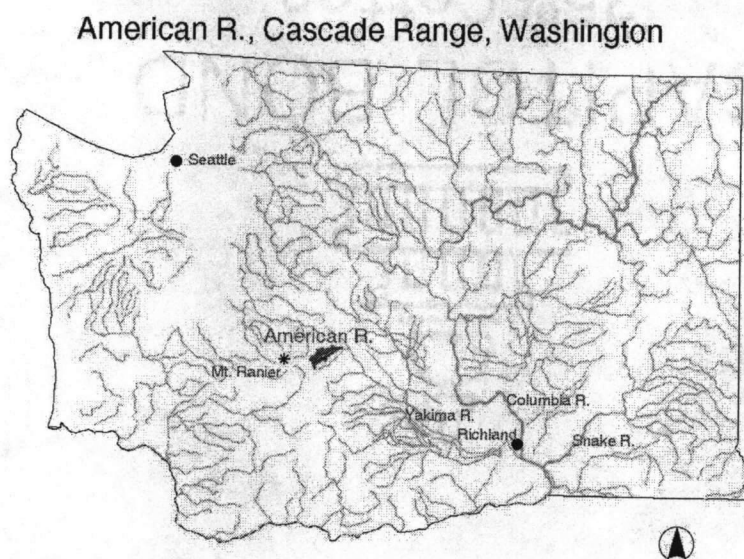 American R., Cascade Range, Washington
Seattle
American R.
Mt. Ranier
Columbia R.
Yakima R.
Richland
Snake R.